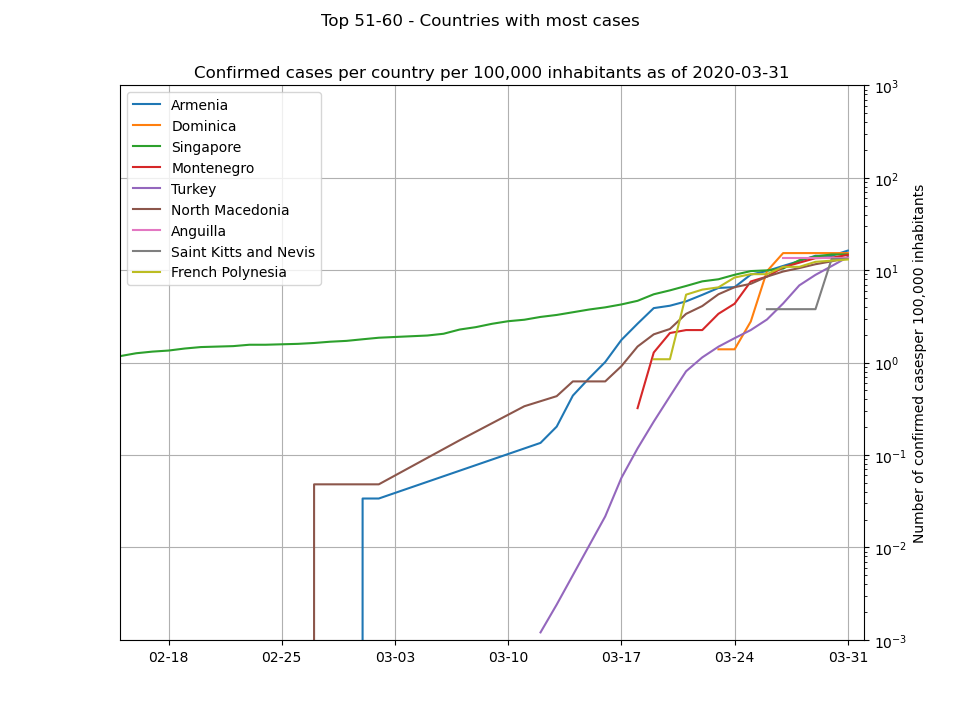 Top 51-60 - Countries with most cases
Confirmed cases per country per 100,000 inhabitants as of 2020-03-31
Armenia
Dominica
Singapore
Montenegro
Turkey
North Macedonia
Anguilla
Saint Kitts and Nevis
French Polynesia
10³
10²
10¹
10⁰
10⁻¹
10⁻²
10⁻³
Number of confirmed casesper 100,000 inhabitants
02-18 02-25 03-03 03-10 03-17 03-24 03-31